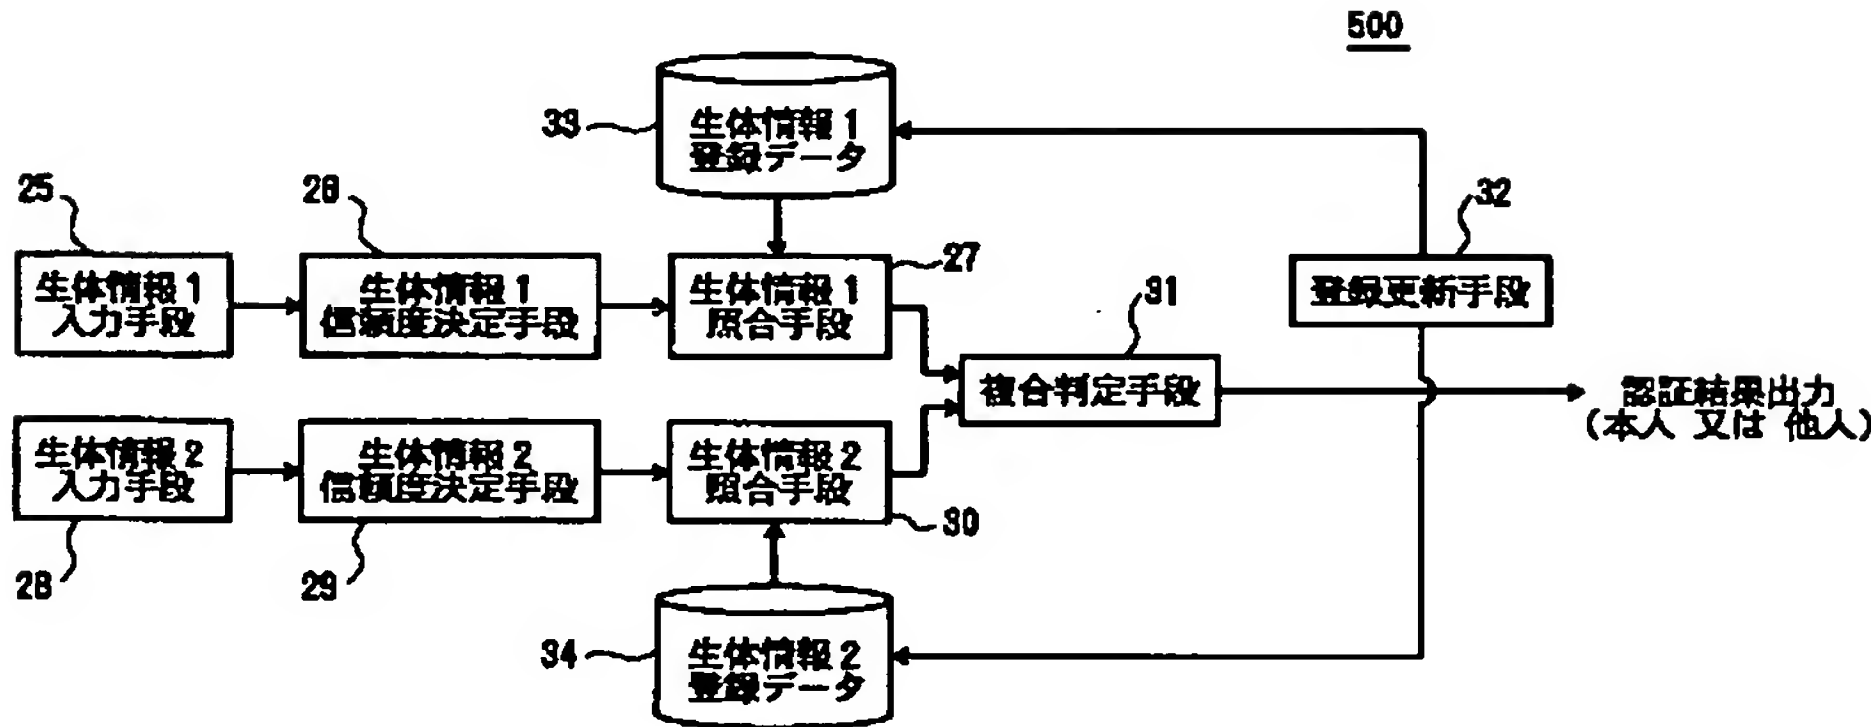 500
33
生体情報1
登録データ
25
26
32
27
生体情報1
入力手段
生体情報1
信頼度決定手段
生体情報1
照合手段
31
登録更新手段
複合判定手段
認証結果出力
(本人 又は 他人)
生体情報2
入力手段
生体情報2
信頼度決定手段
生体情報2
照合手段
30
28
29
34
生体情報2
登録データ